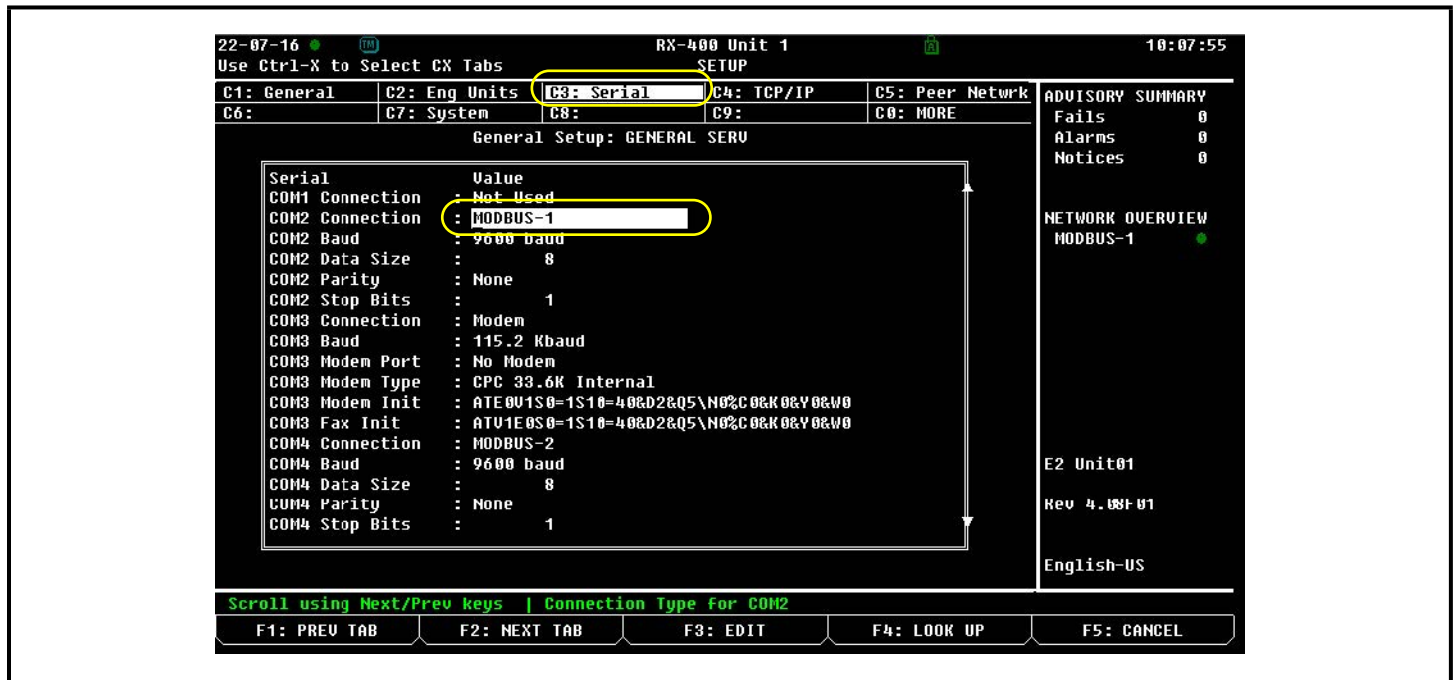 22-07-16 TM RX-400 Unit 1 A 10:07:55
Use Ctrl-X to Select CX Tabs SETUP
C1: General C2: Eng Units C3: Serial C4: TCP/IP C5: Peer Netwrk
C6: C7: System C8: C9: C0: MORE
General Setup: GENERAL SERV
Serial Value
COM1 Connection : Not Used
COM2 Connection : MODBUS-1
COM2 Baud : 9600 baud
COM2 Data Size : 8
COM2 Parity : None
COM2 Stop Bits : 1
COM3 Connection : Modem
COM3 Baud : 115.2 Kbaud
COM3 Modem Port : No Modem
COM3 Modem Type : CPC 33.6K Internal
COM3 Modem Init : ATE0V1S0=1S10=40&D2&Q5\N0%C0&K0&Y0&W0
COM3 Fax Init : ATV1E0S0=1S10=40&D2&Q5\N0%C0&K0&Y0&W0
COM4 Connection : MODBUS-2
COM4 Baud : 9600 baud
COM4 Data Size : 8
COM4 Parity : None
COM4 Stop Bits : 1
ADVISORY SUMMARY
Fails 0
Alarms 0
Notices 0
NETWORK OVERVIEW
MODBUS-1
E2 Unit01
Rev 4.08F01
English-US
Scroll using Next/Prev keys | Connection Type for COM2
F1: PREV TAB F2: NEXT TAB F3: EDIT F4: LOOK UP F5: CANCEL